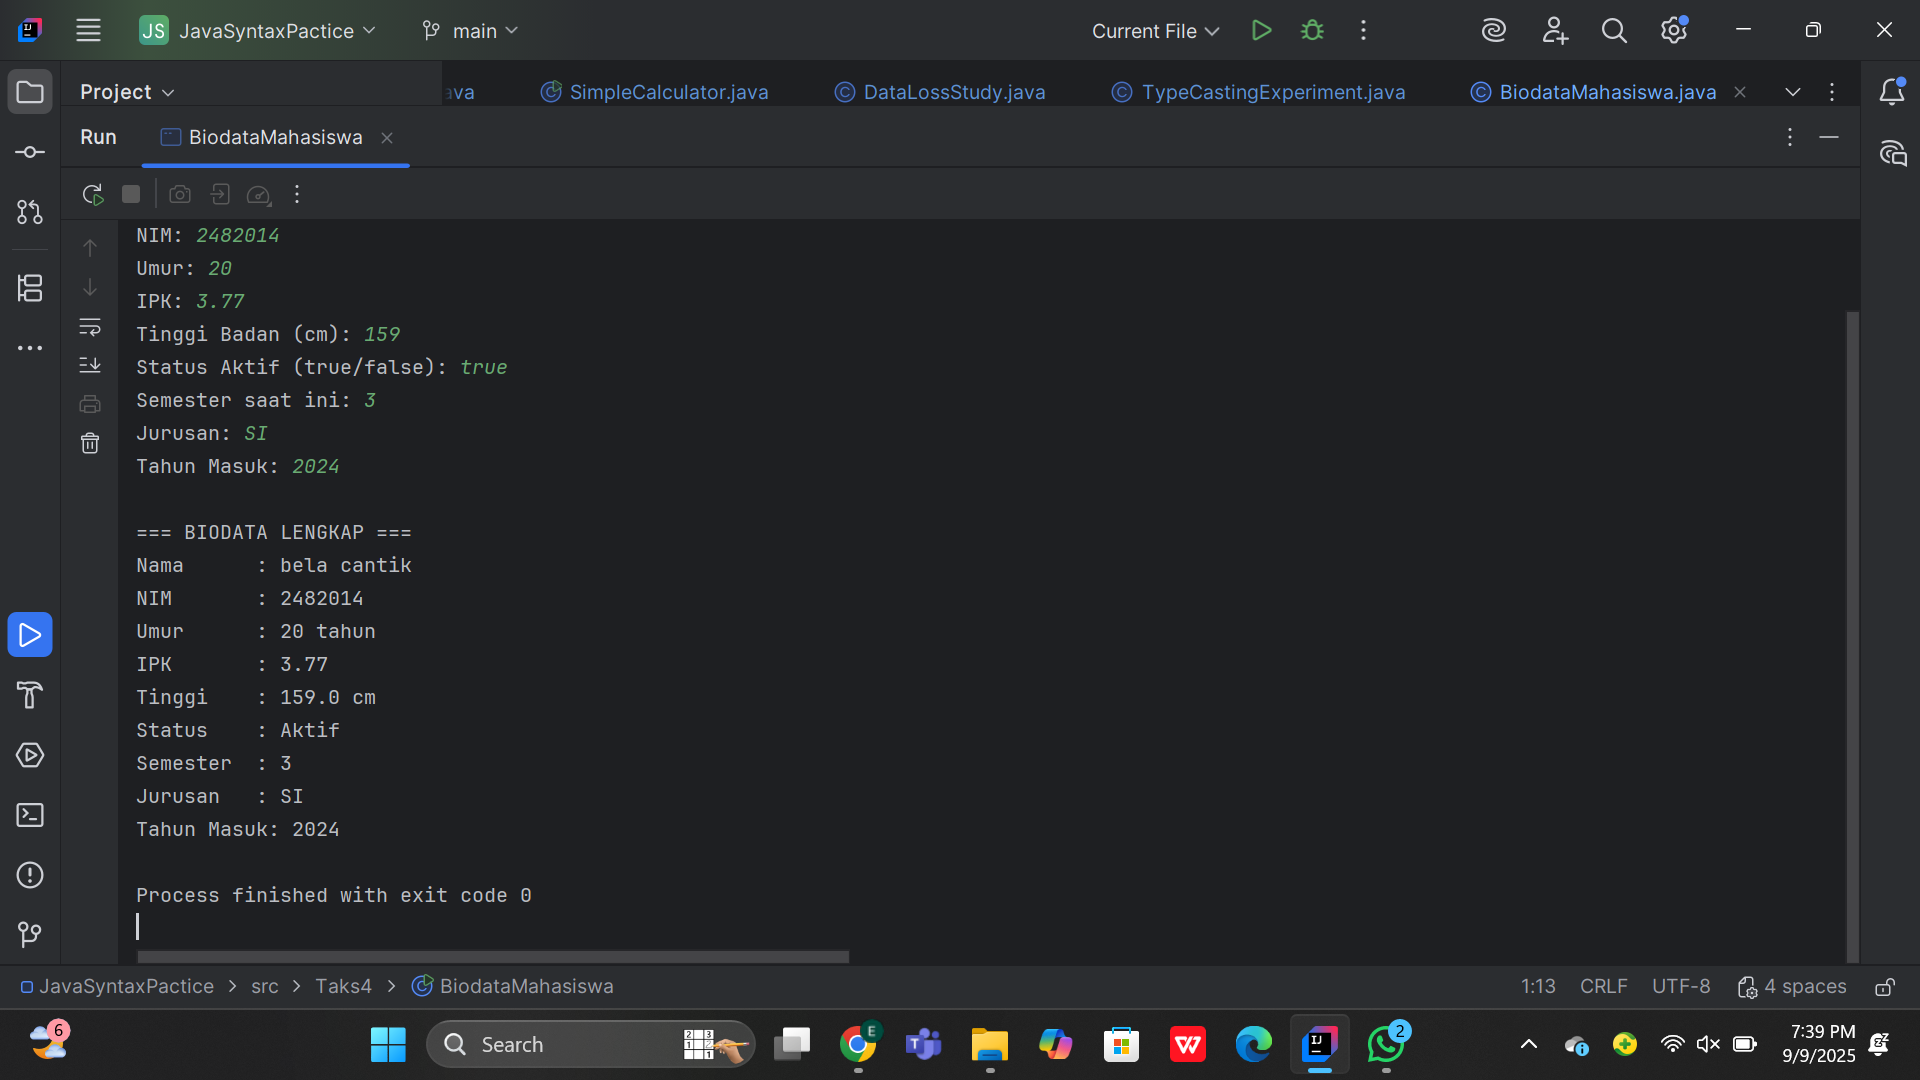 JS JavaSyntaxPactice main Current File
Project ava SimpleCalculator.java DataLossStudy.java TypeCastingExperiment.java BiodataMahasiswa.java
Run BiodataMahasiswa
NIM: 2482014
Umur: 20
IPK: 3.77
Tinggi Badan (cm): 159
Status Aktif (true/false): true
Semester saat ini: 3
Jurusan: SI
Tahun Masuk: 2024
=== BIODATA LENGKAP ===
Nama : bela cantik
NIM : 2482014
Umur : 20 tahun
IPK : 3.77
Tinggi : 159.0 cm
Status : Aktif
Semester : 3
Jurusan : SI
Tahun Masuk: 2024
Process finished with exit code 0
JavaSyntaxPactice > src > Taks4 > BiodataMahasiswa 1:13 CRLF UTF-8 4 spaces
6 Search E 2 7:39 PM
9/9/2025